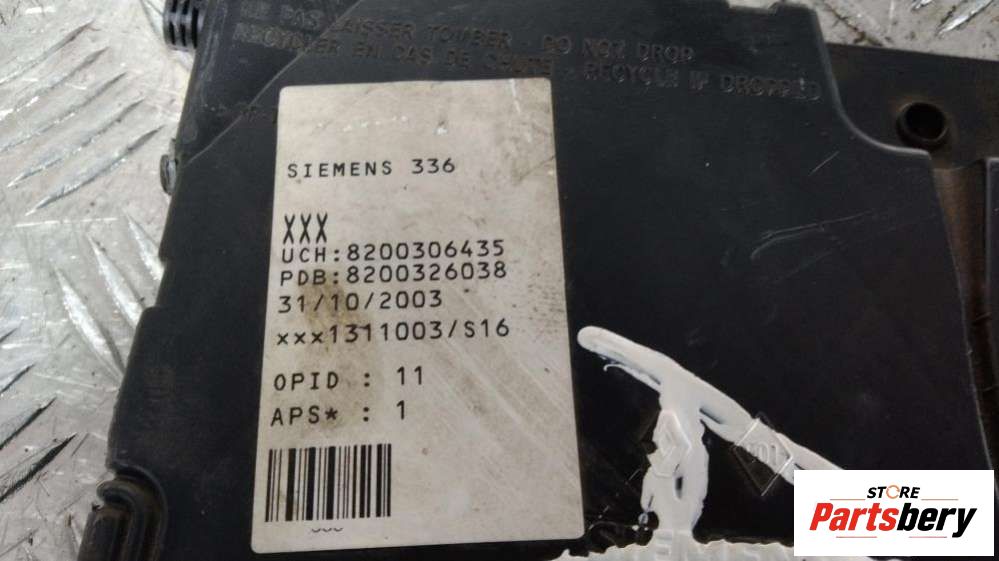 NE PAS LAISSER TOMBER - DO NOT DROP
RECYCLER EN CAS DE CHUTE - RECYCLE IF DROPPED
SIEMENS 336
XXX
UCH:8200306435
PDB:8200326038
31/10/2003
xxx1311003/S16
OPID : 11
APS* : 1
SIEMENS
STORE
Partsbery